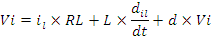 Vi = i_l × RL + L × d_il/dt + d × Vi